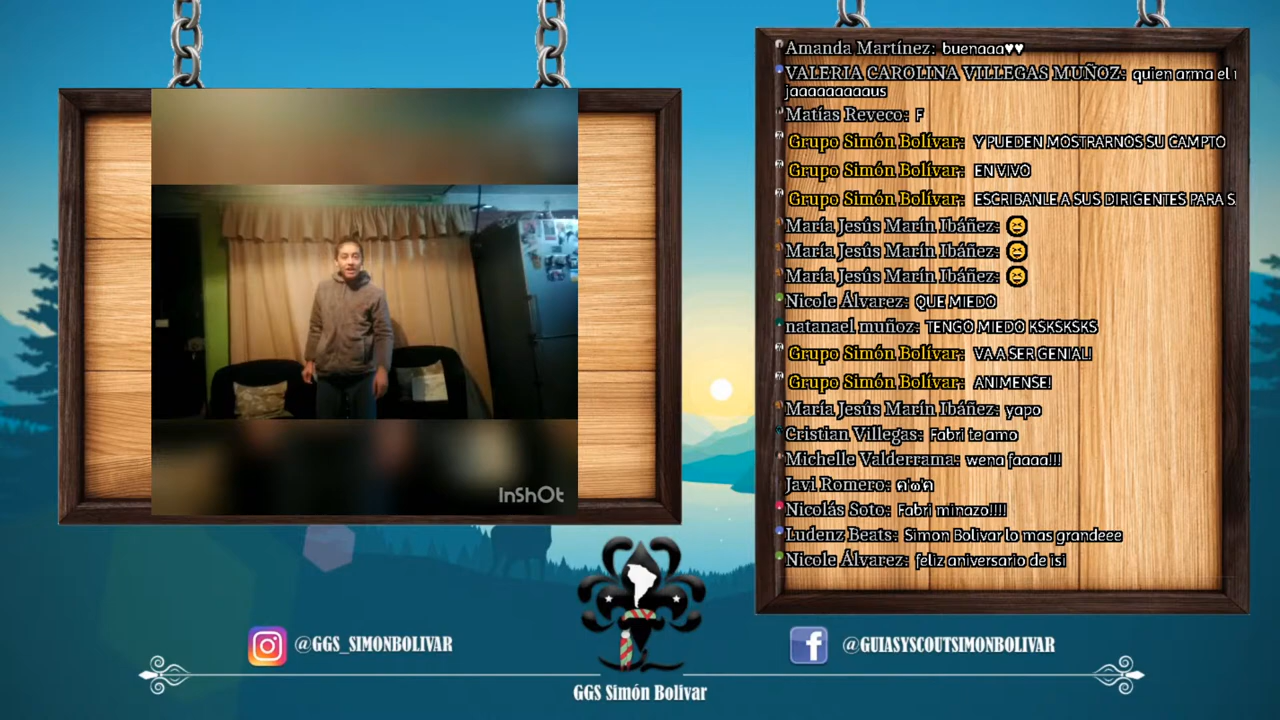 Amanda Martínez: buenaaa♥♥
VALERIA CAROLINA VILLEGAS MUÑOZ: quien arma el
jaaaaaaaaus
Matías Reveco: F
Grupo Simón Bolívar: Y PUEDEN MOSTRARNOS SU CAMPTO
Grupo Simón Bolívar: EN VIVO
Grupo Simón Bolívar: ESCRIBANLE A SUS DIRIGENTES PARA S
María Jesús Marín Ibáñez: 😆
María Jesús Marín Ibáñez: 😆
María Jesús Marín Ibáñez: 😆
Nicole Álvarez: QUE MIEDO
natanael muñoz: TENGO MIEDO KSKSKSKS
Grupo Simón Bolívar: VA A SER GENIAL!
Grupo Simón Bolívar: ANIMENSE!
María Jesús Marín Ibáñez: yapo
Cristian Villegas: Fabri te amo
Michelle Valderrama: wena faaaa!!!
Javi Romero: ฅ'ω'ฅ
Nicolás Soto: Fabri minazo!!!!
Ludenz Beats: Simon Bolivar lo mas grandeee
Nicole Álvarez: feliz aniversario de isi
InShOt
@GGS_SIMONBOLIVAR
@GUIASYSCOUTSIMONBOLIVAR
GGS Simón Bolívar